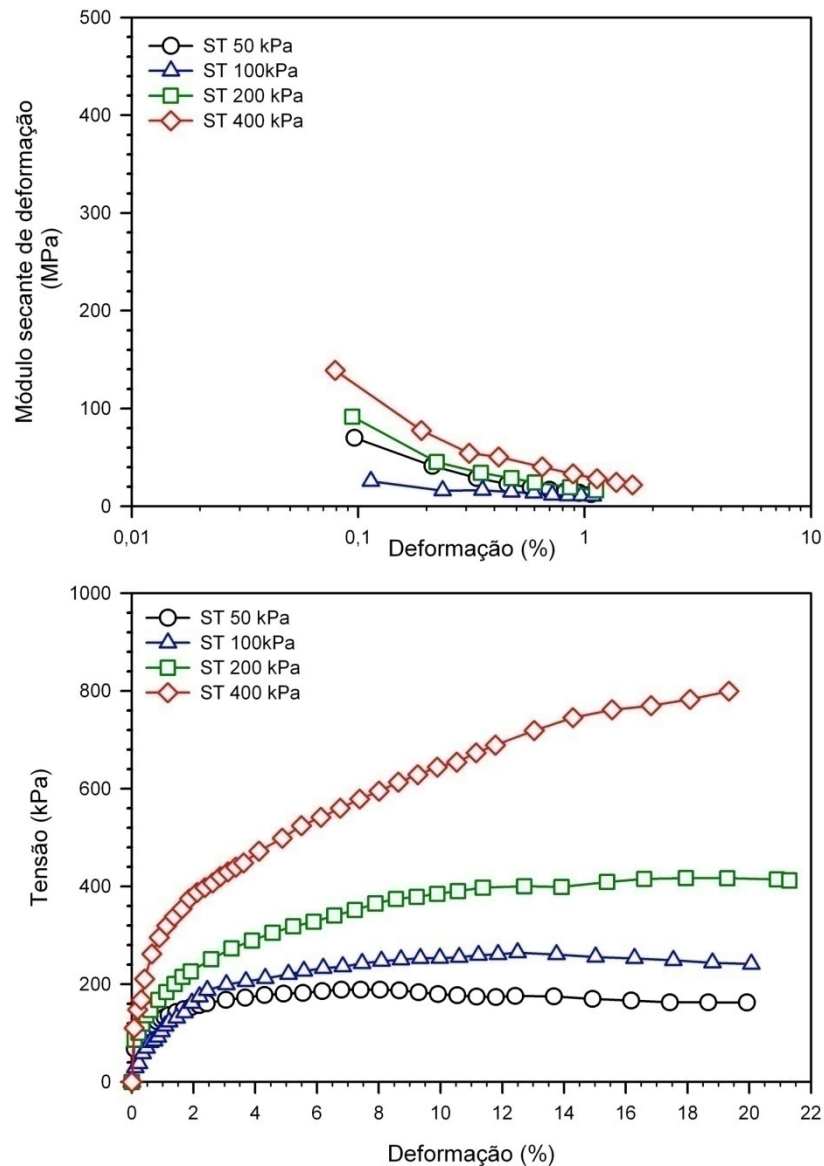 500
400
300
200
100
0
Módulo secante de deformação
(MPa)
ST 50 kPa
ST 100kPa
ST 200 kPa
ST 400 kPa
0,01
0,1
1
10
Deformação (%)
1000
800
600
400
200
0
Tensão (kPa)
ST 50 kPa
ST 100kPa
ST 200 kPa
ST 400 kPa
0 2 4 6 8 10 12 14 16 18 20 22
Deformação (%)